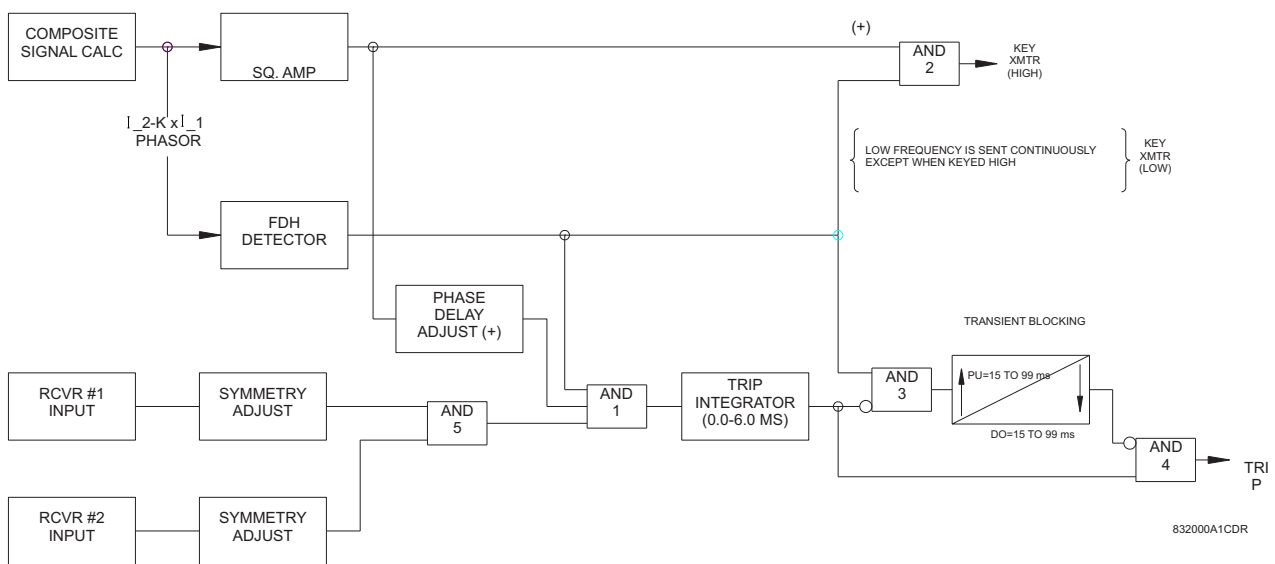 COMPOSITE
SIGNAL CALC
SQ. AMP
(+)
AND
2
KEY
XMTR
(HIGH)
I_2-K x I_1
PHASOR
LOW FREQUENCY IS SENT CONTINUOUSLY
EXCEPT WHEN KEYED HIGH
KEY
XMTR
(LOW)
FDH
DETECTOR
PHASE
DELAY
ADJUST (+)
TRANSIENT BLOCKING
RCVR #1
INPUT
SYMMETRY
ADJUST
AND
5
AND
1
TRIP
INTEGRATOR
(0.0-6.0 MS)
AND
3
PU=15 TO 99 ms
DO=15 TO 99 ms
AND
4
TRI
P
RCVR #2
INPUT
SYMMETRY
ADJUST
832000A1CDR